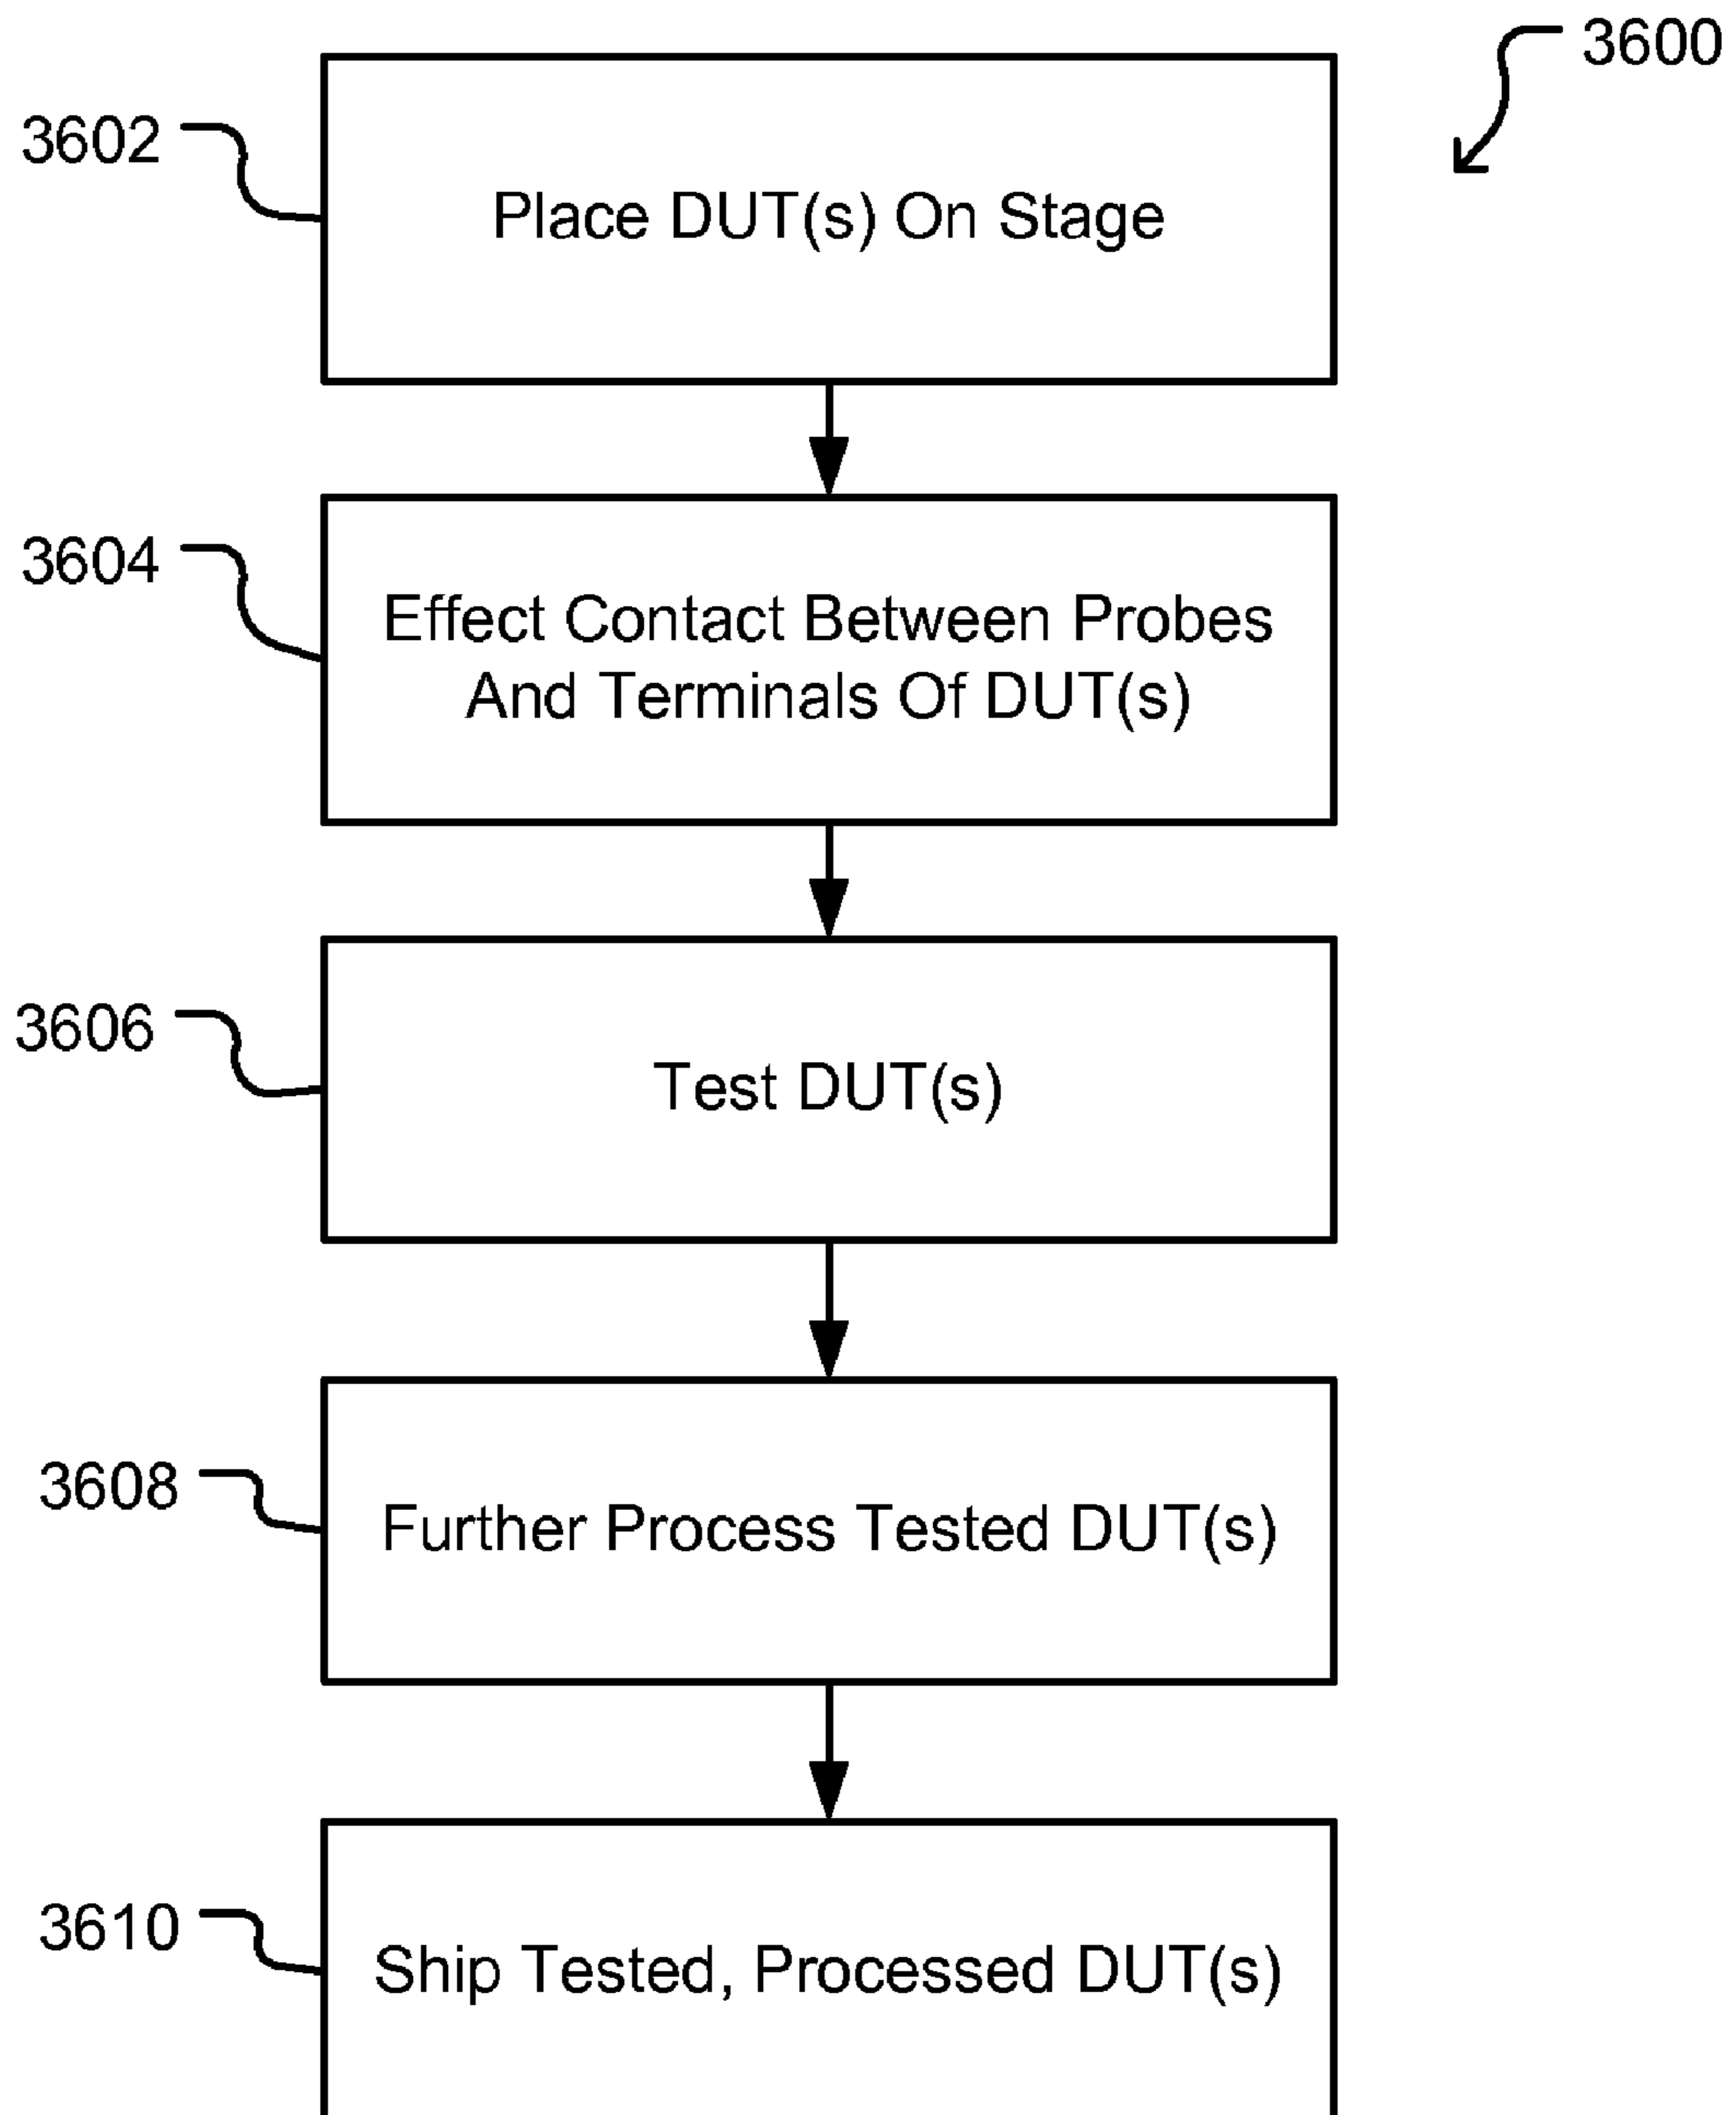 3600
3602
Place DUT(s) On Stage
3604
Effect Contact Between Probes
And Terminals Of DUT(s)
3606
Test DUT(s)
3608
Further Process Tested DUT(s)
3610
Ship Tested, Processed DUT(s)